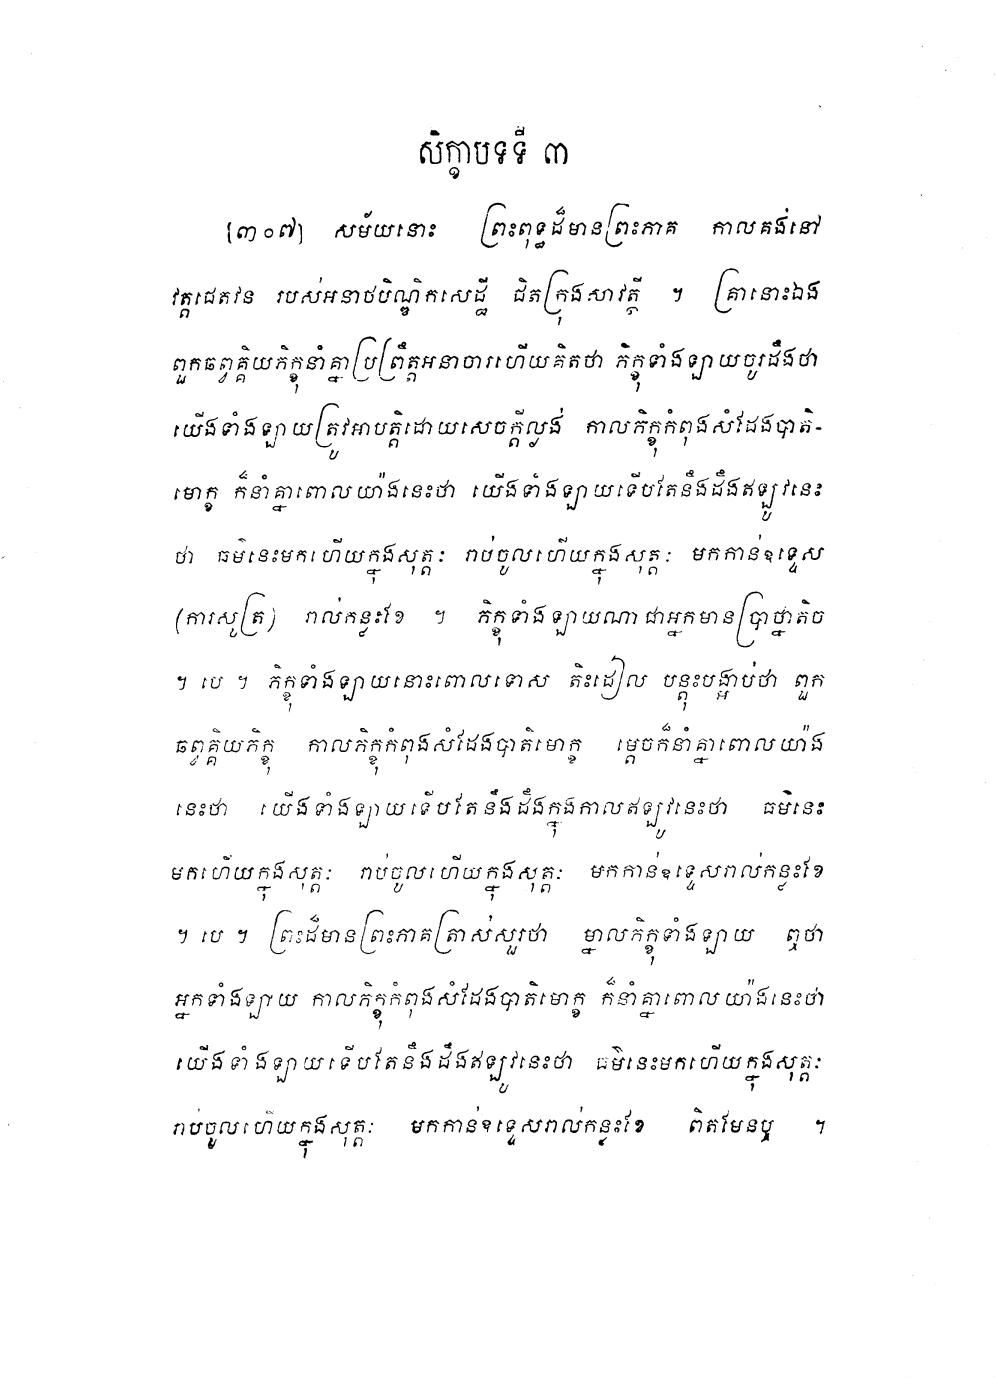 សិក្ខាបទទី ៣
[៣០៧] សម័យនោះ ព្រះពុទ្ធដ៏មានព្រះភាគ កាលគង់នៅ
វត្តជេតវន របស់អនាថបិណ្ឌិកសេដ្ឋី ជិតក្រុងសាវត្ថី ។ គ្រានោះឯង
ពួកឆព្វគ្គិយភិក្ខុនាំគ្នាប្រព្រឹត្តអនាចារហើយគិតថា ភិក្ខុទាំងឡាយចូរដឹងថា
យើងទាំងឡាយត្រូវអាបត្តិដោយសេចក្តីល្ងង់ កាលភិក្ខុកំពុងសំដែងបាតិ-
មោក្ខ ក៏នាំគ្នាពោលយ៉ាងនេះថា យើងទាំងឡាយទើបតែនឹងដឹងឥឡូវនេះ
ថា ធម៌នេះមកហើយក្នុងសុត្តៈ រាប់ចូលហើយក្នុងសុត្តៈ មកកាន់ឧទ្ទេស
(ការសូត្រ) រាល់កន្លះខែ ។ ភិក្ខុទាំងឡាយណាជាអ្នកមានប្រាថ្នាតិច
។ បេ ។ ភិក្ខុទាំងឡាយនោះពោលទោស តិះដៀល បន្តុះបង្អាប់ថា ពួក
ឆព្វគ្គិយភិក្ខុ កាលភិក្ខុកំពុងសំដែងបាតិមោក្ខ ម្តេចក៏នាំគ្នាពោលយ៉ាង
នេះថា យើងទាំងឡាយទើបតែនឹងដឹងក្នុងកាលឥឡូវនេះថា ធម៌នេះ
មកហើយក្នុងសុត្តៈ រាប់ចូលហើយក្នុងសុត្តៈ មកកាន់ឧទ្ទេសរាល់កន្លះខែ
។ បេ ។ ព្រះដ៏មានព្រះភាគត្រាស់សួរថា ម្នាលភិក្ខុទាំងឡាយ ឮថា
អ្នកទាំងឡាយ កាលភិក្ខុកំពុងសំដែងបាតិមោក្ខ ក៏នាំគ្នាពោលយ៉ាងនេះថា
យើងទាំងឡាយទើបតែនឹងដឹងឥឡូវនេះថា ធម៌នេះមកហើយក្នុងសុត្តៈ
រាប់ចូលហើយក្នុងសុត្តៈ មកកាន់ឧទ្ទេសរាល់កន្លះខែ ពិតមែនឬ ។